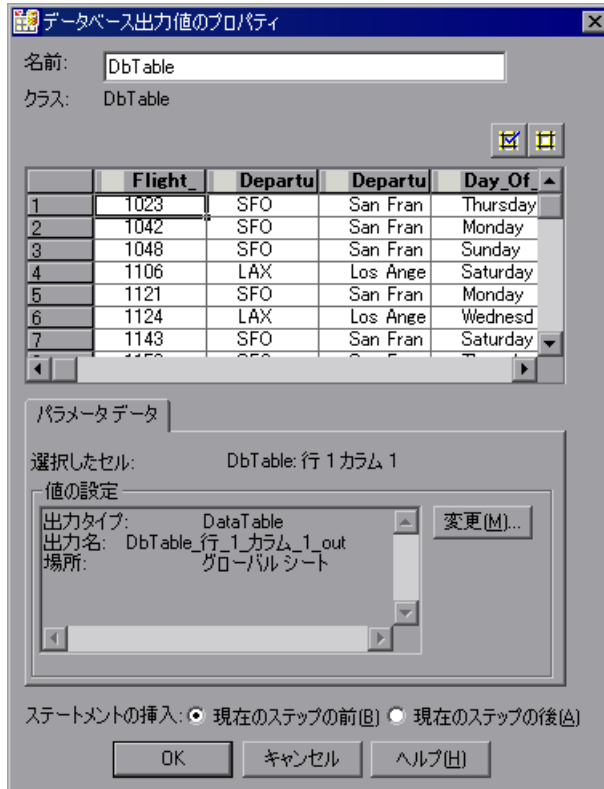 データベース出力値のプロパティ
名前: DbTable
クラス: DbTable
Flight_ Departu Departu Day_Of_
1 1023 SFO San Fran Thursday
2 1042 SFO San Fran Monday
3 1048 SFO San Fran Sunday
4 1106 LAX Los Ange Saturday
5 1121 SFO San Fran Monday
6 1124 LAX Los Ange Wednesd
7 1143 SFO San Fran Saturday
パラメータ データ
選択したセル: DbTable: 行 1 カラム 1
値の設定
出力タイプ: DataTable
出力名: DbTable_行_1_カラム_1_out
場所: グローバル シート
変更(M)...
ステートメントの挿入: 現在のステップの前(B) 現在のステップの後(A)
OK キャンセル ヘルプ(H)